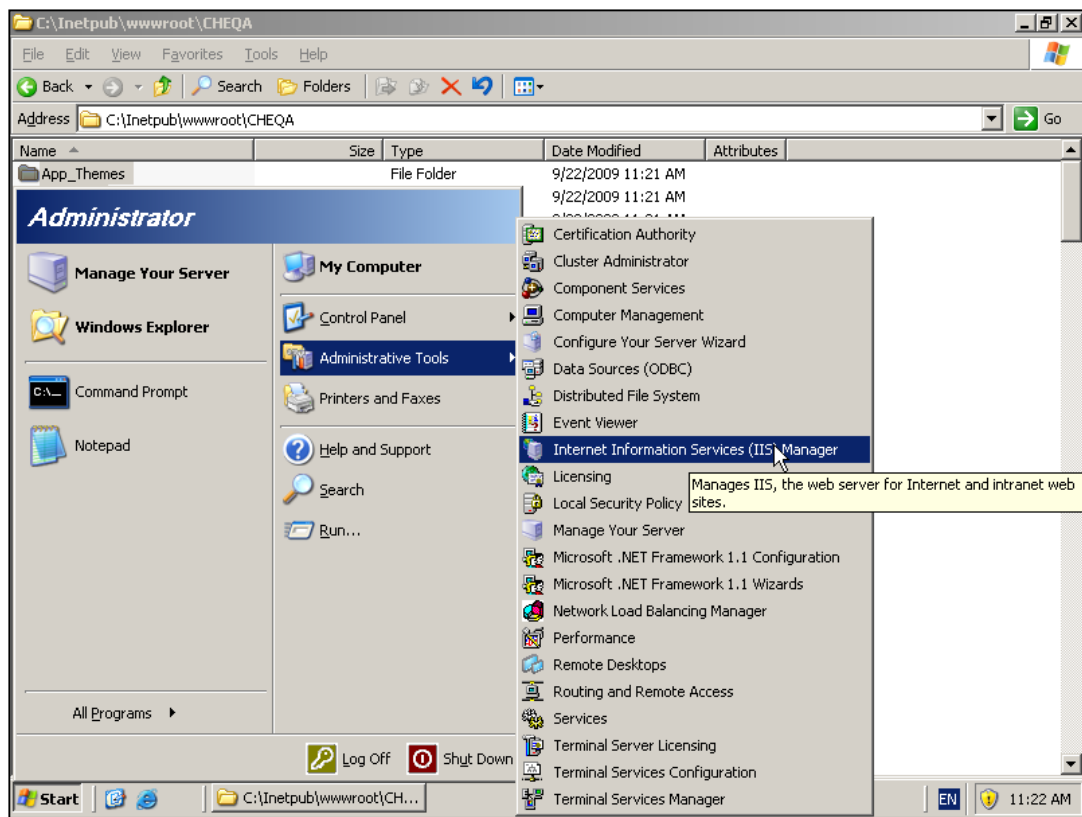 C:\Inetpub\wwwroot\CHEQA
File Edit View Favorites Tools Help
Back Search Folders
Address C:\Inetpub\wwwroot\CHEQA Go
Name Size Type Date Modified Attributes
App_Themes File Folder 9/22/2009 11:21 AM
9/22/2009 11:21 AM
Administrator
Manage Your Server
Windows Explorer
Command Prompt
Notepad
All Programs
My Computer
Control Panel
Administrative Tools
Printers and Faxes
Help and Support
Search
Run...
Log Off Shut Down
Certification Authority
Cluster Administrator
Component Services
Computer Management
Configure Your Server Wizard
Data Sources (ODBC)
Distributed File System
Event Viewer
Internet Information Services (IIS) Manager
Licensing
Manages IIS, the web server for Internet and intranet web
sites.
Local Security Policy
Manage Your Server
Microsoft .NET Framework 1.1 Configuration
Microsoft .NET Framework 1.1 Wizards
Network Load Balancing Manager
Performance
Remote Desktops
Routing and Remote Access
Services
Terminal Server Licensing
Terminal Services Configuration
Terminal Services Manager
Start C:\Inetpub\wwwroot\CH... EN 11:22 AM